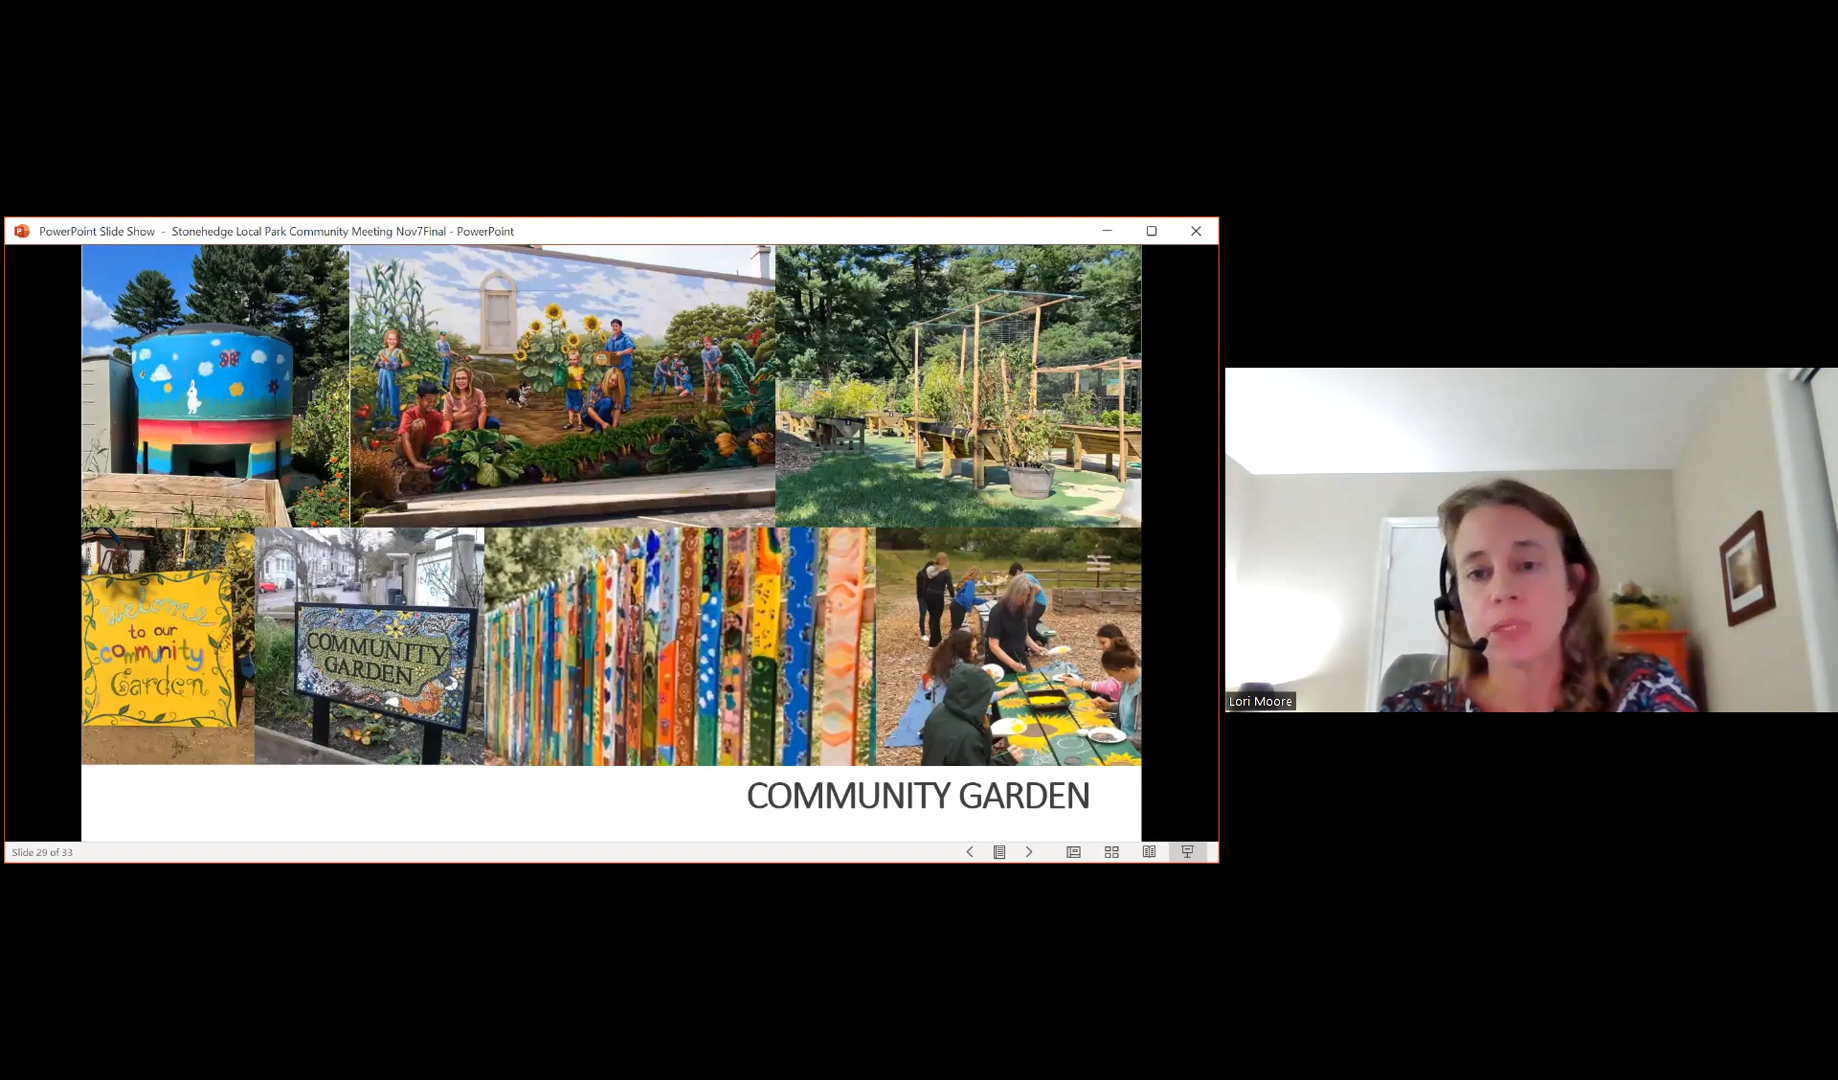 PowerPoint Slide Show - Stonehedge Local Park Community Meeting Nov7Final - PowerPoint
welcome
to our
community
Garden
COMMUNITY
GARDEN
COMMUNITY GARDEN
Slide 29 of 33
Lori Moore